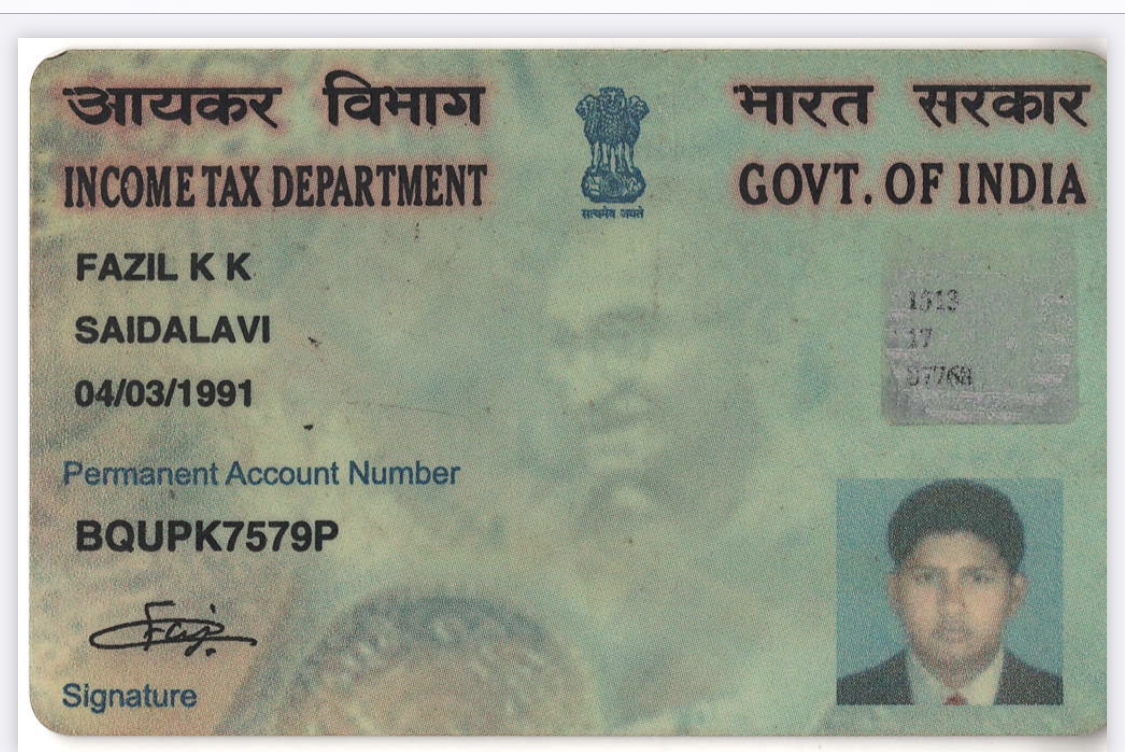 आयकर विभाग
भारत सरकार
INCOME TAX DEPARTMENT
GOVT. OF INDIA
सत्यमेव जयते
FAZIL K K
SAIDALAVI
04/03/1991
1513
17
Permanent Account Number
BQUPK7579P
Signature